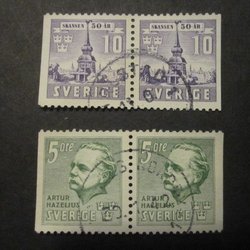 SKANSEN 50 ÅR SKANSEN 50 ÅR
10 10
SVERIGE SVERIGE
5 ÖRE 5 ÖRE
ARTUR ARTUR
HAZELIUS HAZELIUS
SVERIGE SVERIGE